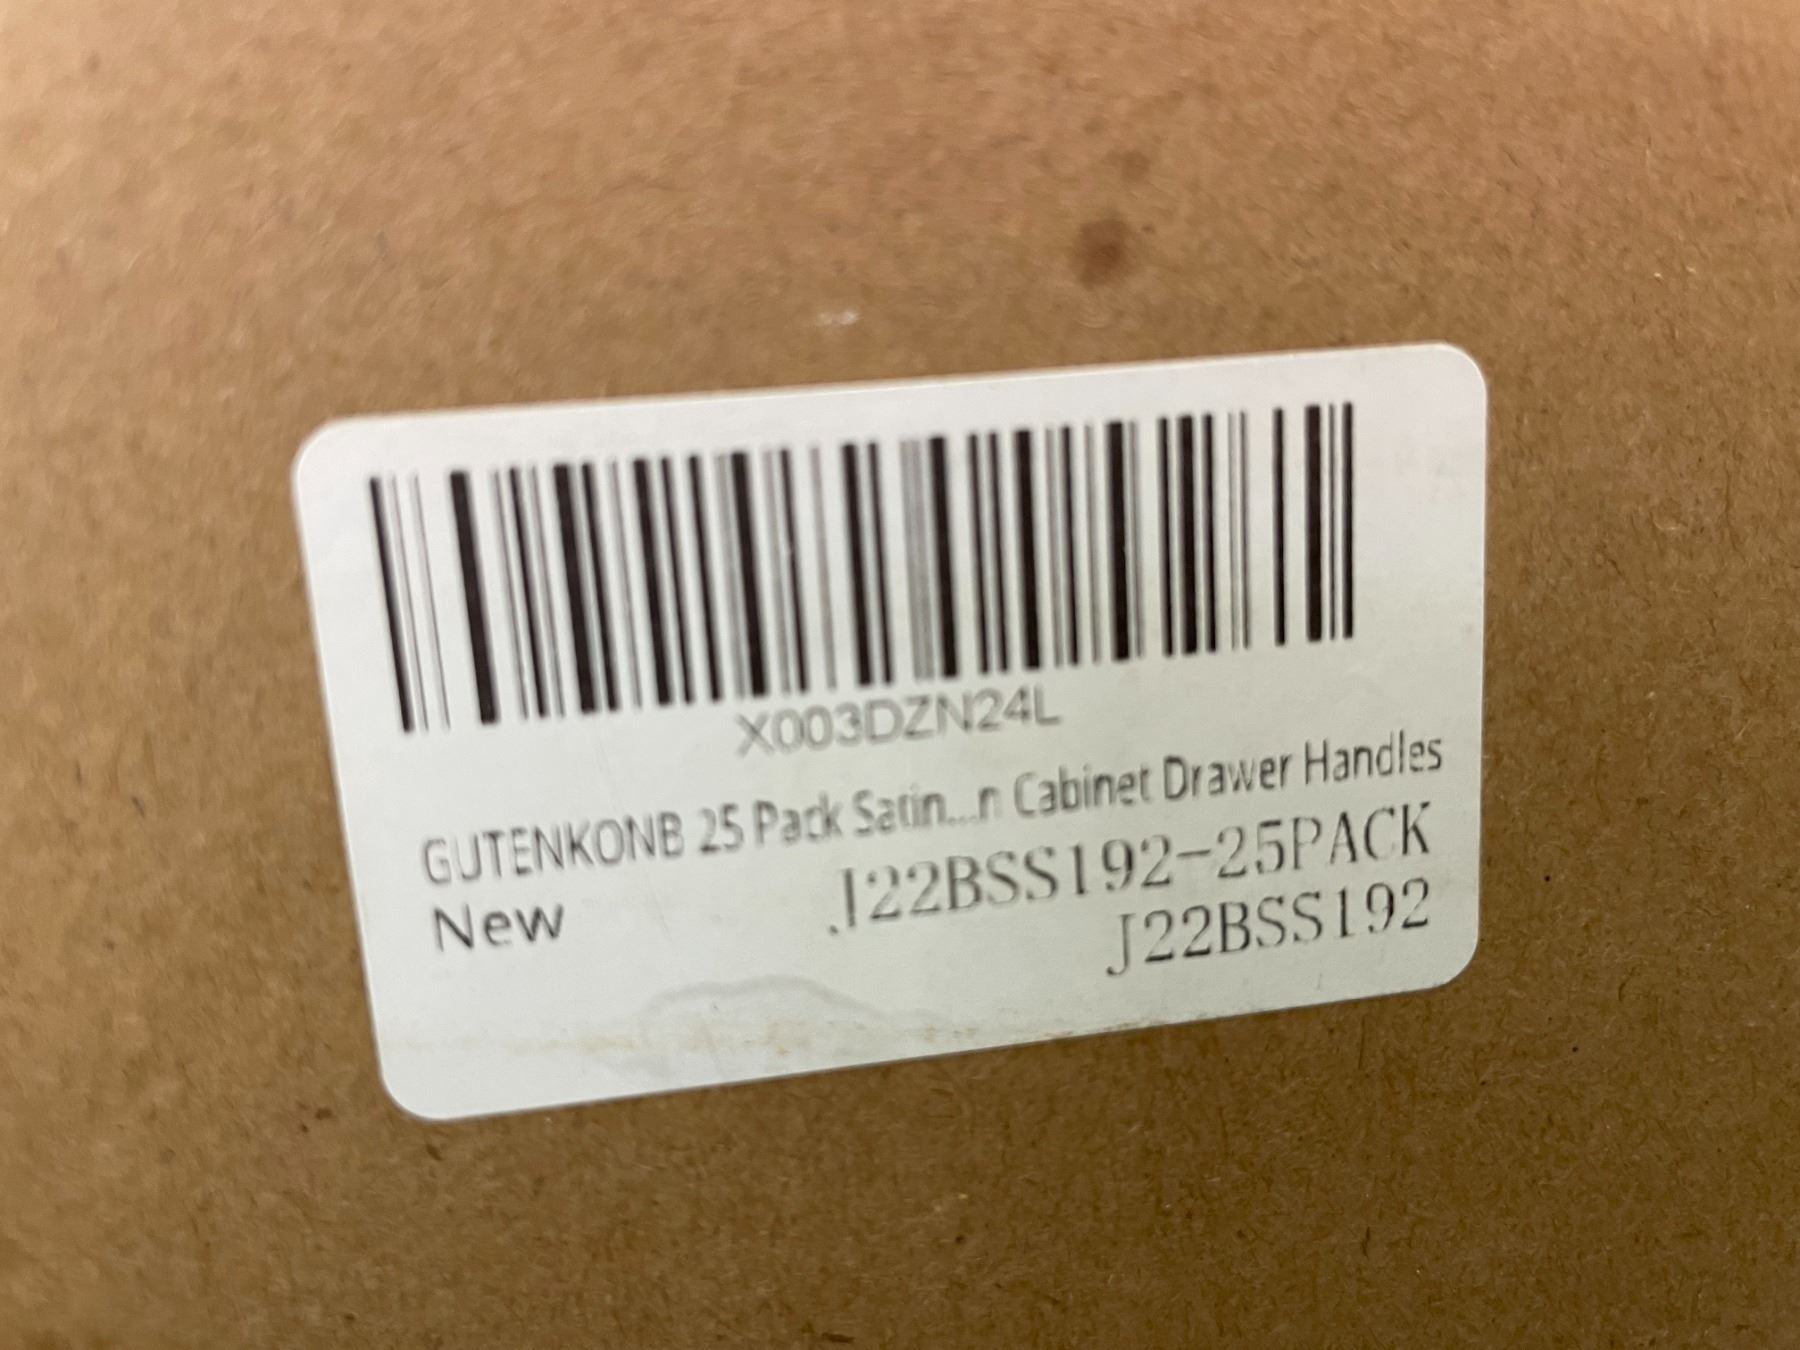 X003DZN24L
GUTENKONB 25 Pack Satin...n Cabinet Drawer Handles
New
J22BSS192-25PACK
J22BSS192